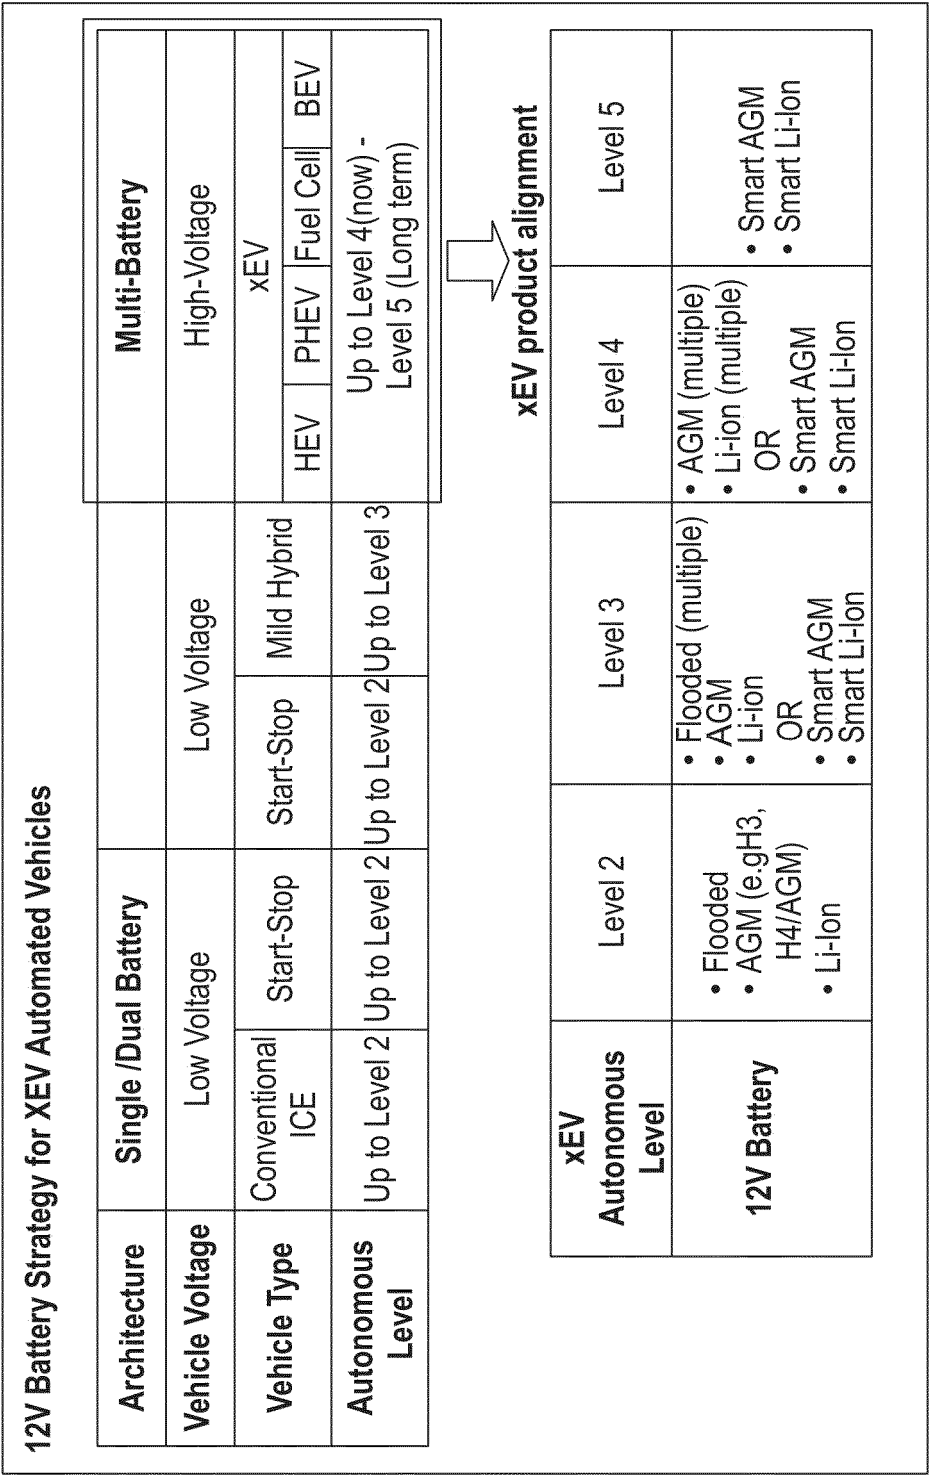 12V Battery Strategy for XEV Automated Vehicles
Architecture
Single /Dual Battery
Multi-Battery
Vehicle Voltage
Low Voltage
Low Voltage
High-Voltage
Vehicle Type
Conventional
ICE
Start-Stop
Start-Stop
Mild Hybrid
xEV
HEV
PHEV
Fuel Cell
BEV
Autonomous
Level
Up to Level 2
Up to Level 2
Up to Level 2
Up to Level 3
Up to Level 4(now) -
Level 5 (Long term)
xEV product alignment
xEV
Autonomous
Level
Level 2
Level 3
Level 4
Level 5
12V Battery
• Flooded
• AGM (e.gH3,
H4/AGM)
• Li-Ion
• Flooded (multiple)
• AGM
• Li-ion
OR
• Smart AGM
• Smart Li-Ion
• AGM (multiple)
• Li-ion (multiple)
OR
• Smart AGM
• Smart Li-Ion
• Smart AGM
• Smart Li-Ion